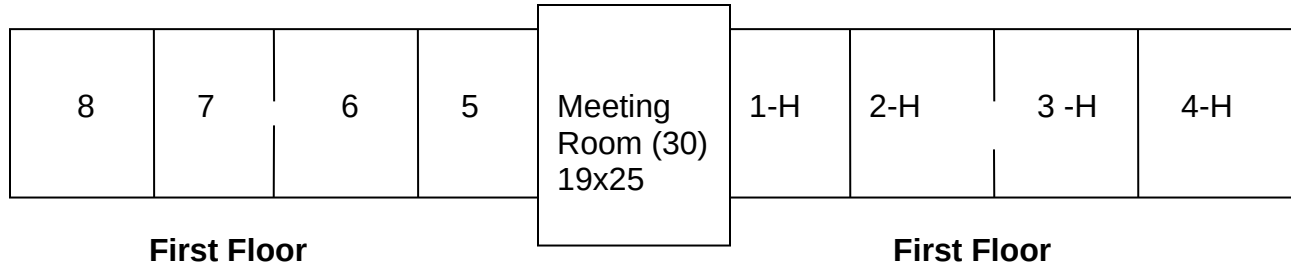 8 7 6 5 Meeting 1-H 2-H 3 -H 4-H
Room (30)
19x25
First Floor First Floor